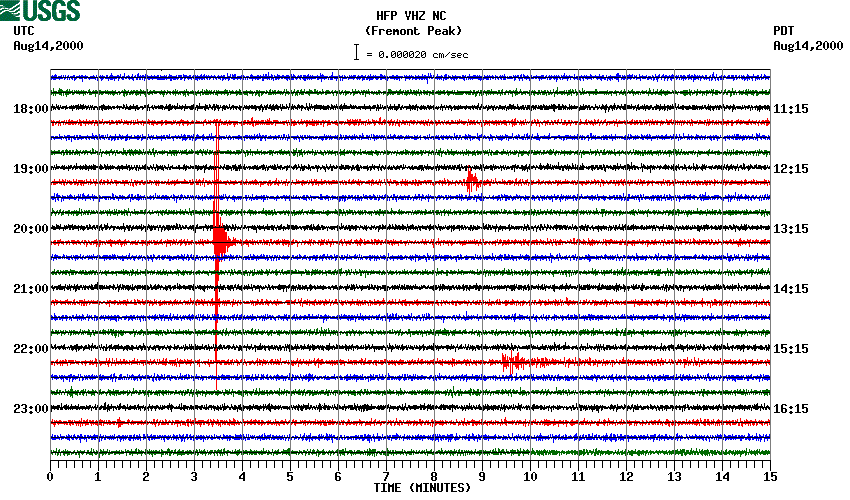 USGS
HFP VHZ NC
UTC (Fremont Peak) PDT
Aug14,2000 Aug14,2000
= 0.000020 cm/sec
18:00 11:15
19:00 12:15
20:00 13:15
21:00 14:15
22:00 15:15
23:00 16:15
0 1 2 3 4 5 6 7 8 9 10 11 12 13 14 15
TIME (MINUTES)